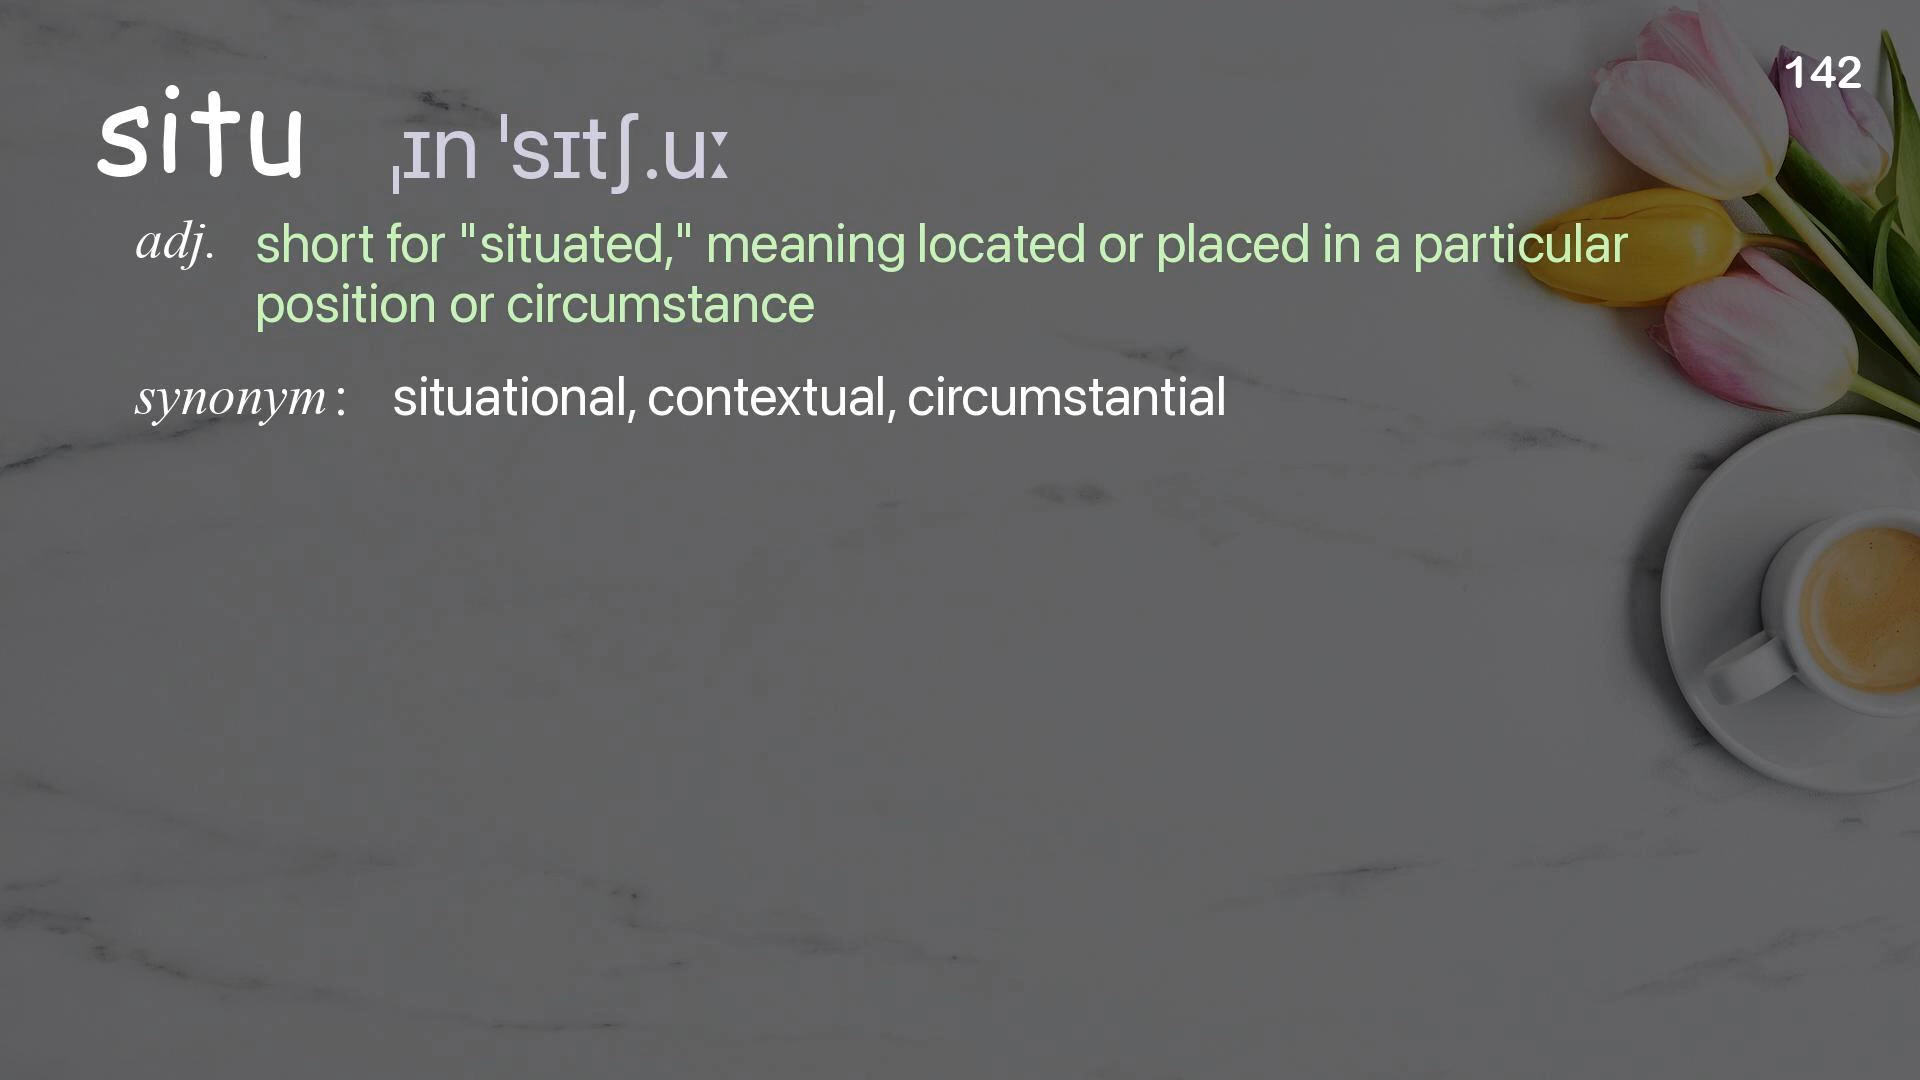 142
situ ˌɪn ˈsɪtʃ.uː
adj. short for "situated," meaning located or placed in a particular
position or circumstance
synonym : situational, contextual, circumstantial